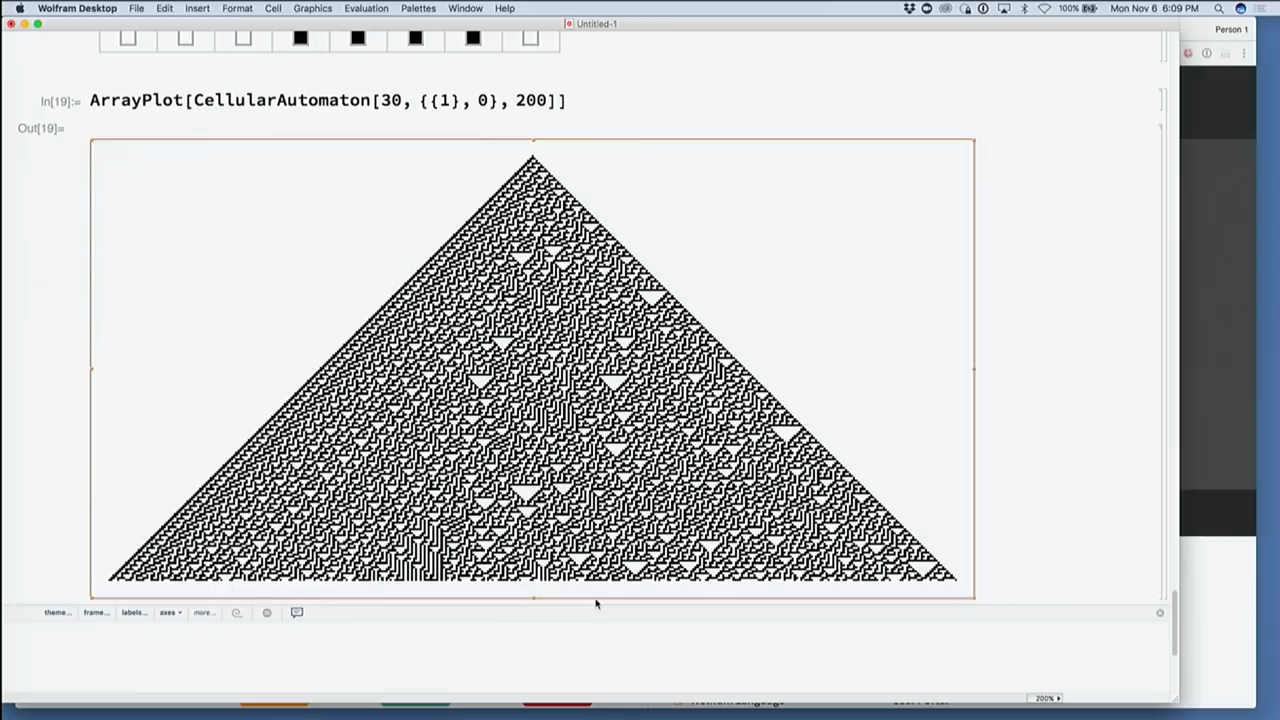 Wolfram Desktop File Edit Insert Format Cell Graphics Evaluation Palettes Window Help 100% Mon Nov 6 6:09 PM
Untitled-1
Person 1
In[19]:= ArrayPlot[CellularAutomaton[30, {{1}, 0}, 200]]
Out[19]=
theme... frame... labels... axes more...
200%